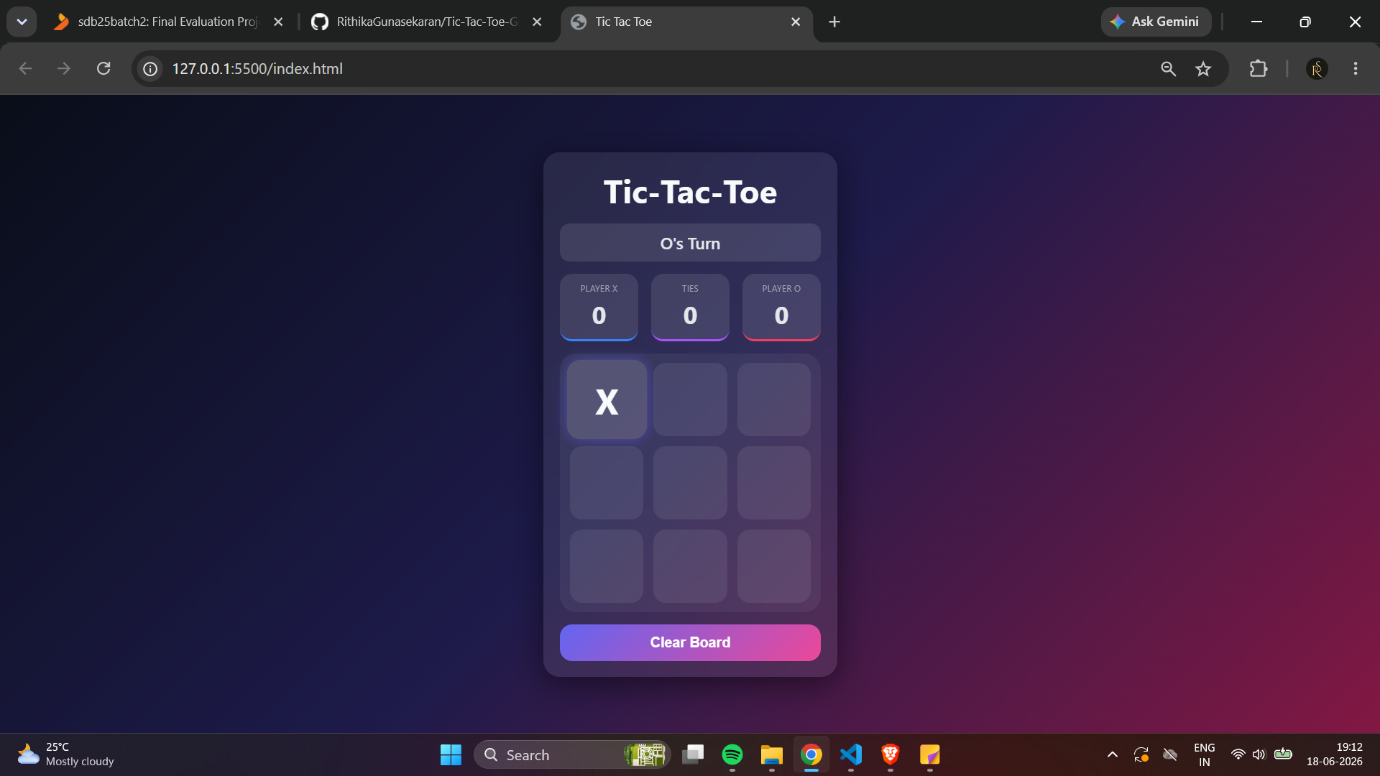 sdb25batch2: Final Evaluation Proj
RithikaGunasekaran/Tic-Tac-Toe-G
Tic Tac Toe
Ask Gemini
127.0.0.1:5500/index.html
Tic-Tac-Toe
O's Turn
PLAYER X
TIES
PLAYER O
0
0
0
X
Clear Board
25°C
Mostly cloudy
Search
ENG
IN
19:12
18-06-2026